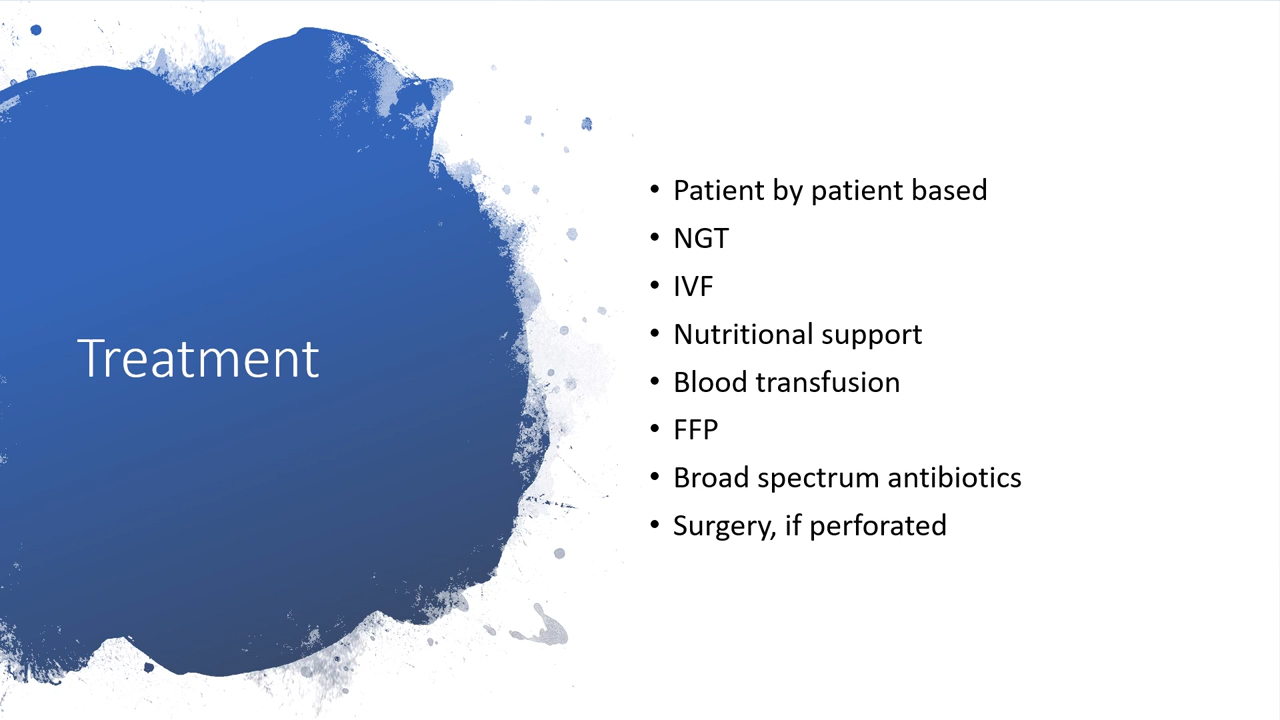 Treatment
• Patient by patient based
• NGT
• IVF
• Nutritional support
• Blood transfusion
• FFP
• Broad spectrum antibiotics
• Surgery, if perforated